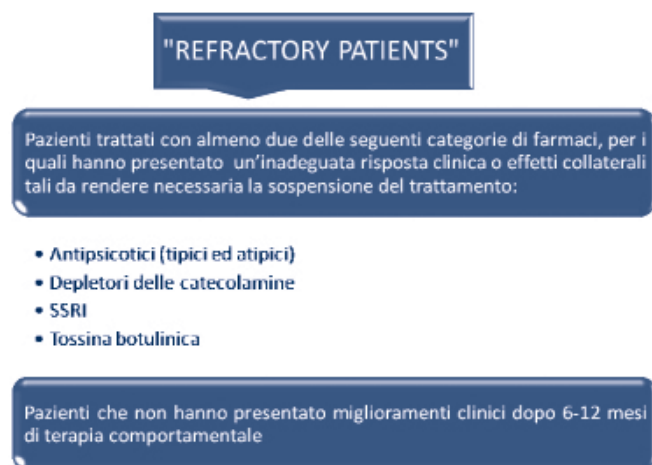 "REFRACTORY PATIENTS"
Pazienti trattati con almeno due delle seguenti categorie di farmaci, per i
quali hanno presentato un'inadeguata risposta clinica o effetti collaterali
tali da rendere necessaria la sospensione del trattamento:
• Antipsicotici (tipici ed atipici)
• Depletori delle catecolamine
• SSRI
• Tossina botulinica
Pazienti che non hanno presentato miglioramenti clinici dopo 6-12 mesi
di terapia comportamentale